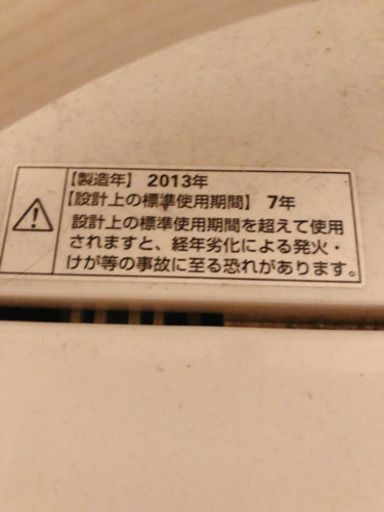 【製造年】 2013年
【設計上の標準使用期間】 7年
設計上の標準使用期間を超えて使用
されますと、経年劣化による発火・
けが等の事故に至る恐れがあります。